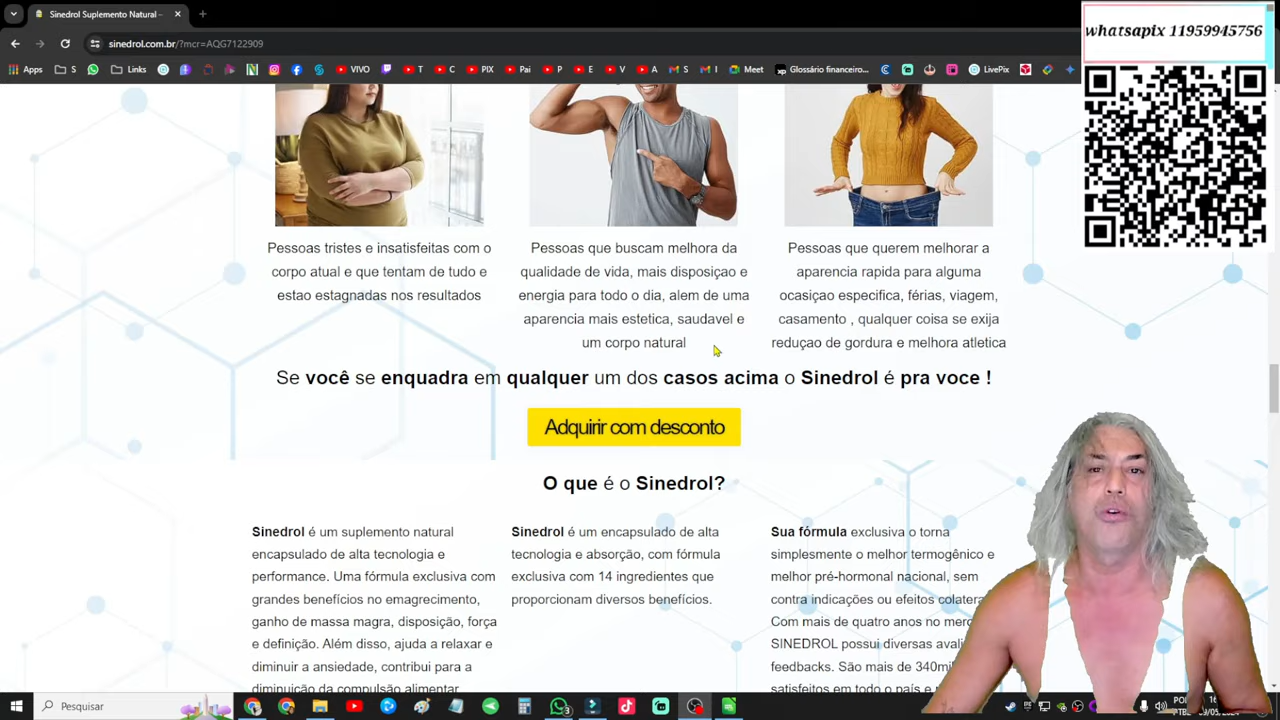 Sinedrol Suplemento Natural –
sinedrol.com.br/?mcr=AQG7122909
Apps
S
Links
VIVO
T
C
PIX
Pai
P
E
V
A
S
I
Meet
Glossário financeiro...
LivePix
whatsapix 11959945756
Pessoas tristes e insatisfeitas com o
corpo atual e que tentam de tudo e
estao estagnadas nos resultados
Pessoas que buscam melhora da
qualidade de vida, mais disposiçao e
energia para todo o dia, alem de uma
aparencia mais estetica, saudavel e
um corpo natural
Pessoas que querem melhorar a
aparencia rapida para alguma
ocasiçao especifica, férias, viagem,
casamento , qualquer coisa se exija
reduçao de gordura e melhora atletica
Se você se enquadra em qualquer um dos casos acima o Sinedrol é pra voce !
Adquirir com desconto
O que é o Sinedrol?
Sinedrol é um suplemento natural
encapsulado de alta tecnologia e
performance. Uma fórmula exclusiva com
grandes benefícios no emagrecimento,
ganho de massa magra, disposição, força
e definição. Além disso, ajuda a relaxar e
diminuir a ansiedade, contribui para a
diminuição da compulsão alimentar
Sinedrol é um encapsulado de alta
tecnologia e absorção, com fórmula
exclusiva com 14 ingredientes que
proporcionam diversos benefícios.
Sua fórmula exclusiva o torna
simplesmente o melhor termogênico e
melhor pré-hormonal nacional, sem
contra indicações ou efeitos
Com mais de quatro anos no
SINEDROL possui diversas
feedbacks. São mais de
satisfeitos em todo o país e
Pesquisar